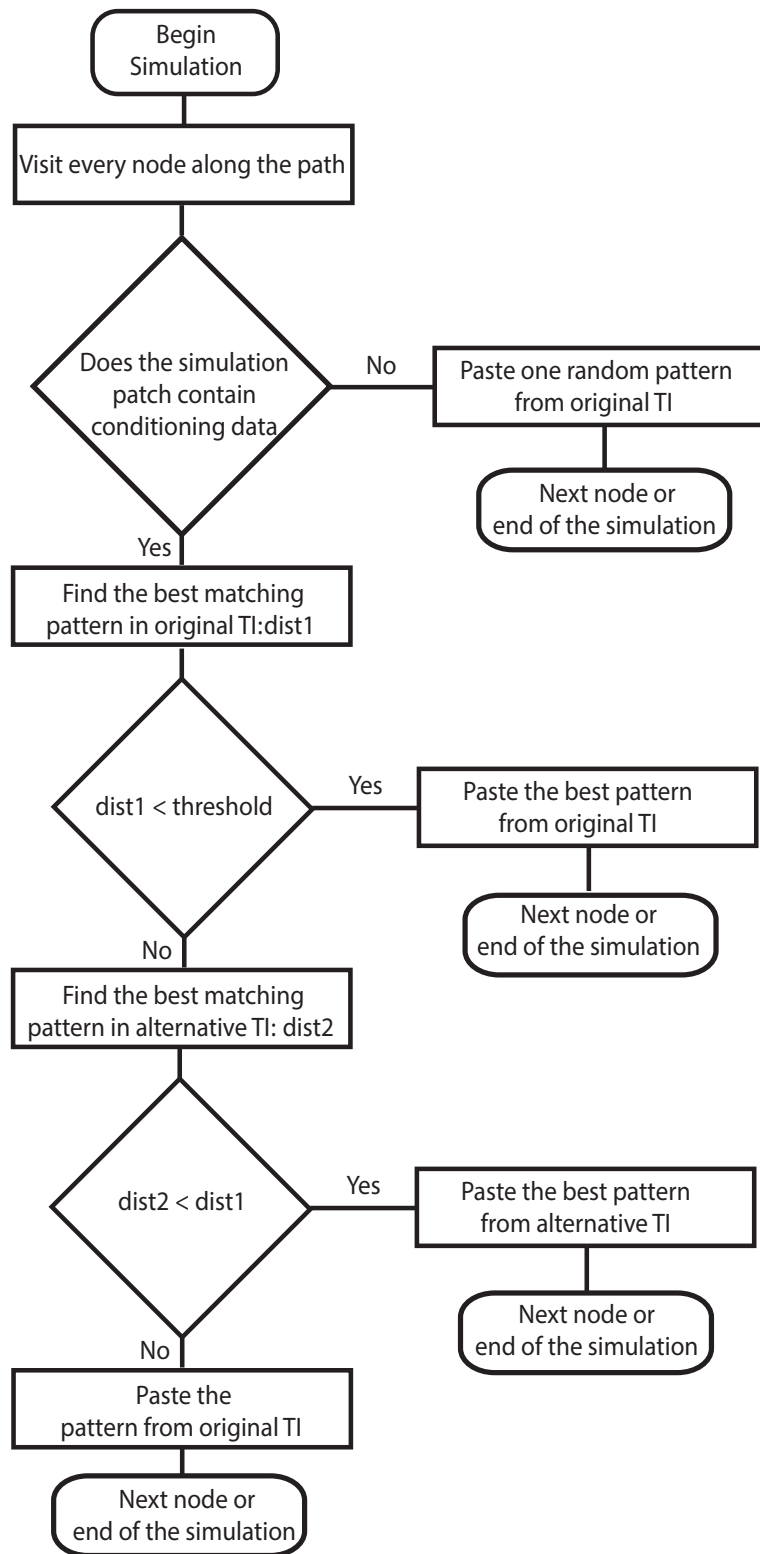 Begin
Simulation
Visit every node along the path
Does the simulation
patch contain
conditioning data
No
Paste one random pattern
from original TI
Next node or
end of the simulation
Yes
Find the best matching
pattern in original TI:dist1
dist1 < threshold
Yes
Paste the best pattern
from original TI
Next node or
end of the simulation
No
Find the best matching
pattern in alternative TI: dist2
dist2 < dist1
Yes
Paste the best pattern
from alternative TI
Next node or
end of the simulation
No
Paste the
pattern from original TI
Next node or
end of the simulation